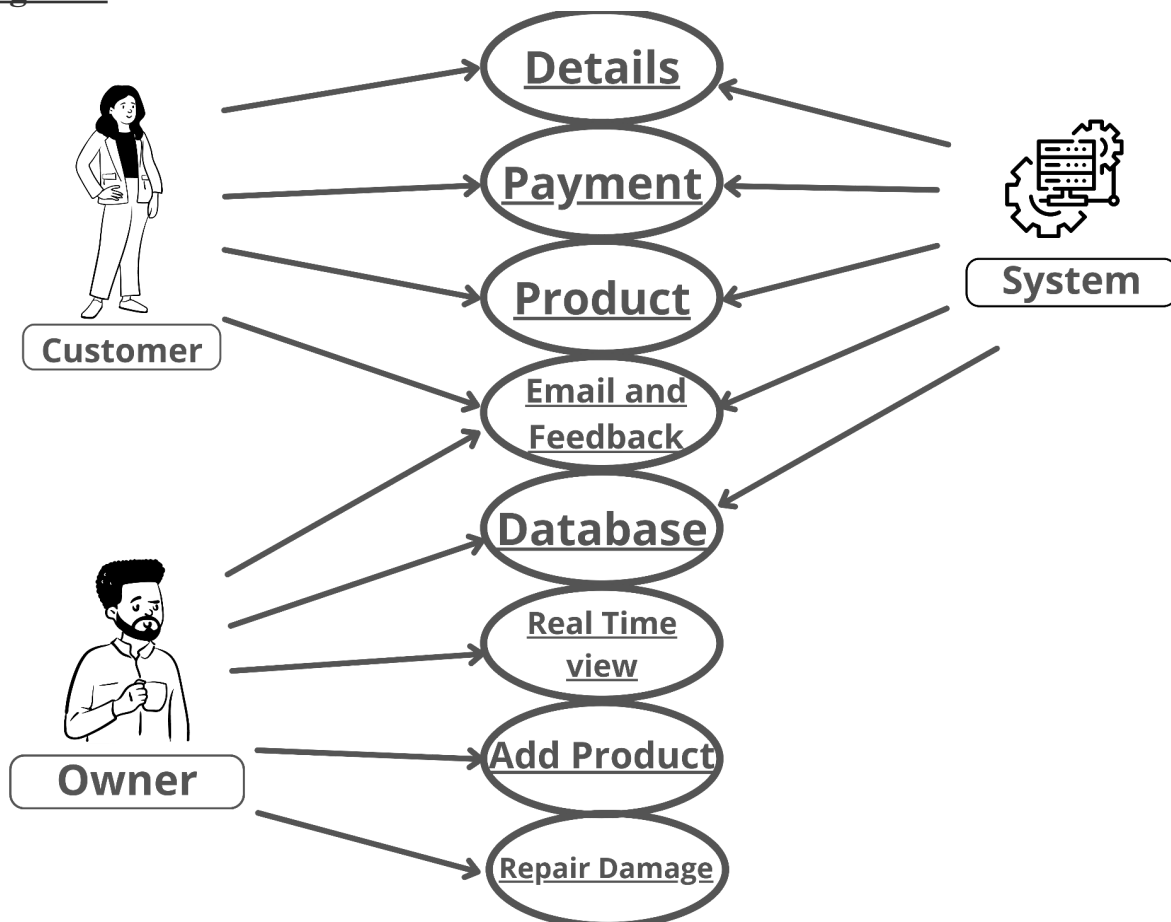 Details
Payment
Product
System
Customer
Email and
Feedback
Database
Real Time
view
Owner
Add Product
Repair Damage